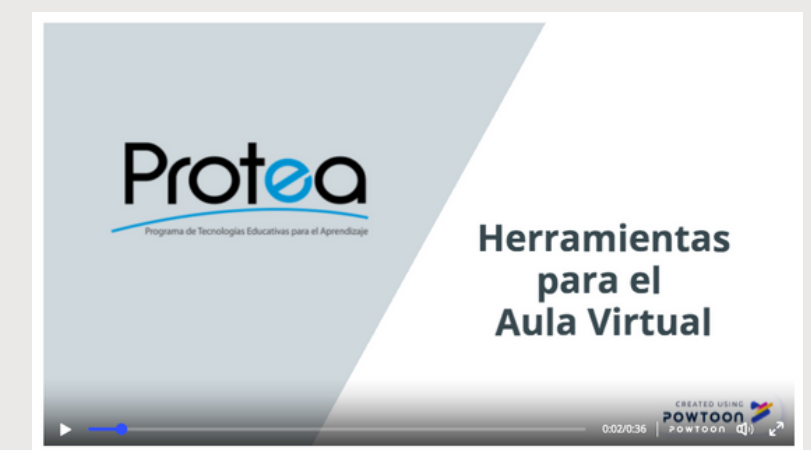 Protea
Programa de Tecnologías Educativas para el Aprendizaje
Herramientas
para el
Aula Virtual
CREATED USING
POWTOON
0:02/0:36
POWTOON